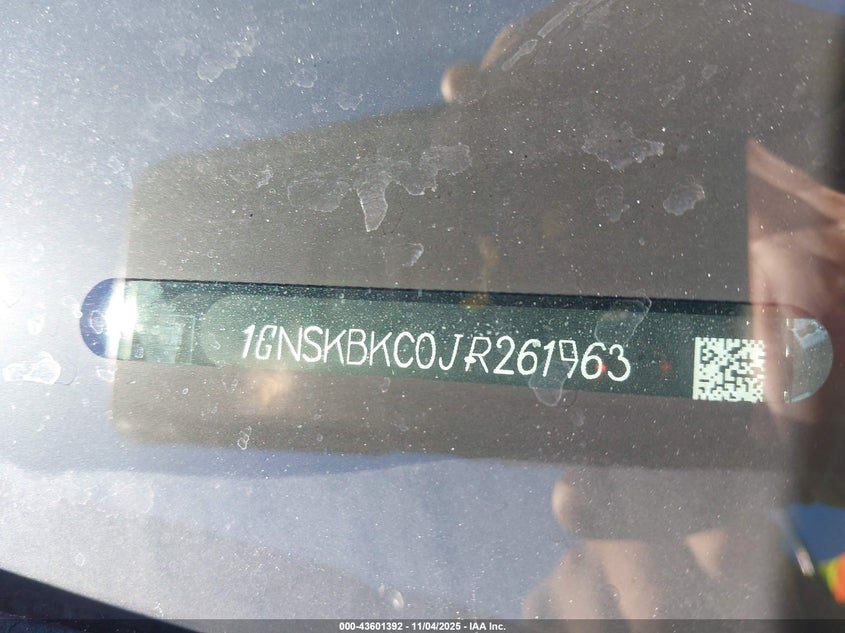 1GNSKBKC0JR261963
000-43601392 - 11/04/2025 - IAA Inc.